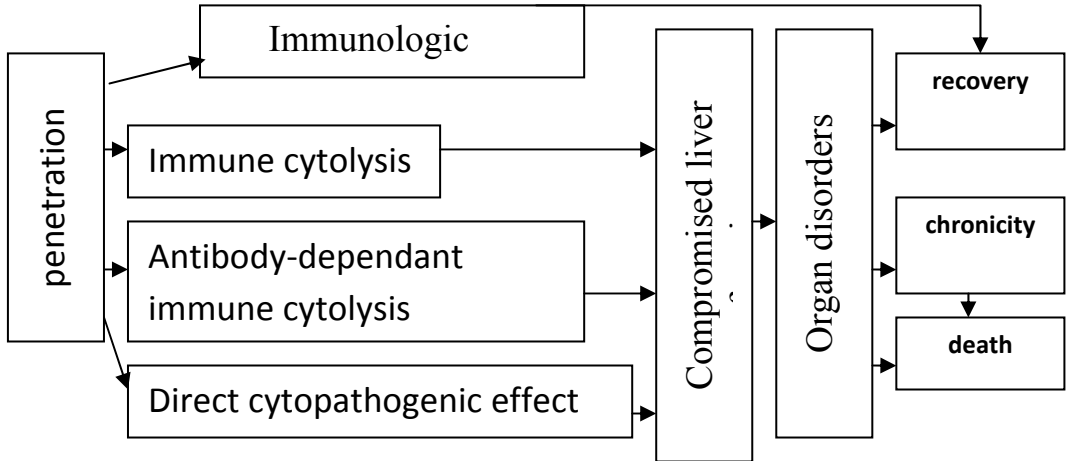 penetration
Immunologic
Immune cytolysis
Antibody-dependant
immune cytolysis
Direct cytopathogenic effect
Compromised liver
Organ disorders
recovery
chronicity
death